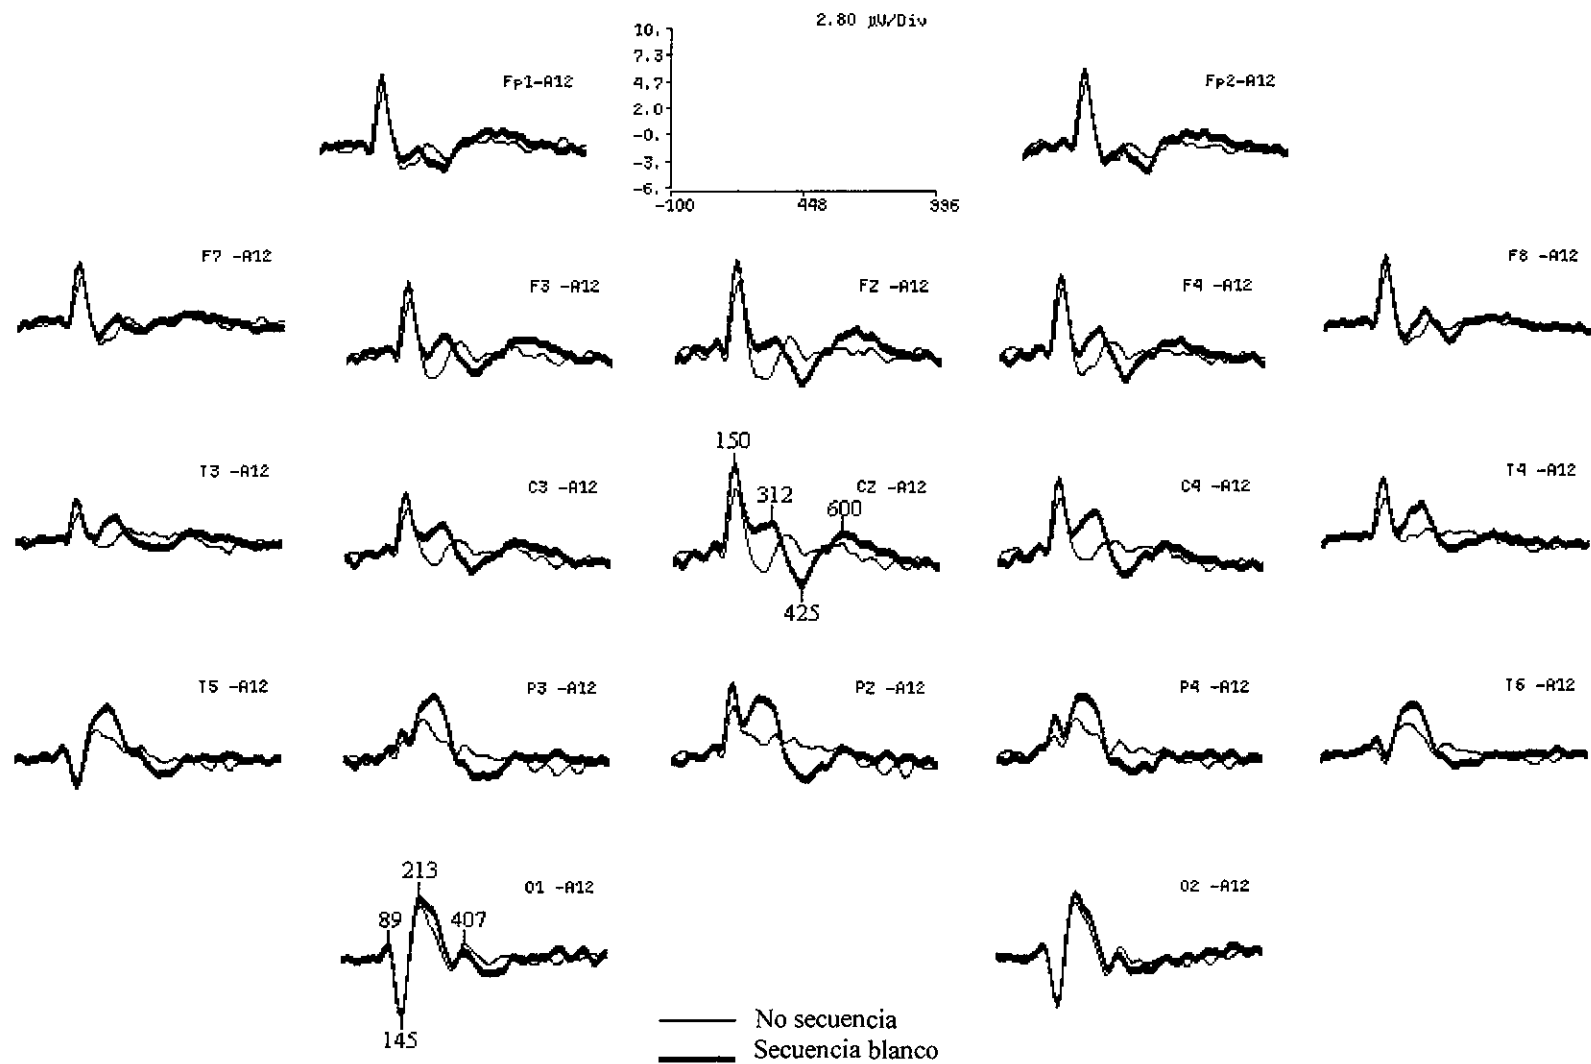 2.80 µV/Div
10.
7.3
4.7
2.0
-0.
-3.
-6.
-100 448 996
Fp1-A12
Fp2-A12
F7 -A12
F3 -A12
FZ -A12
F4 -A12
F8 -A12
T3 -A12
C3 -A12
150
312
CZ -A12
600
425
C4 -A12
T4 -A12
T5 -A12
P3 -A12
PZ -A12
P4 -A12
T6 -A12
213
O1 -A12
89
407
145
O2 -A12
No secuencia
Secuencia blanco